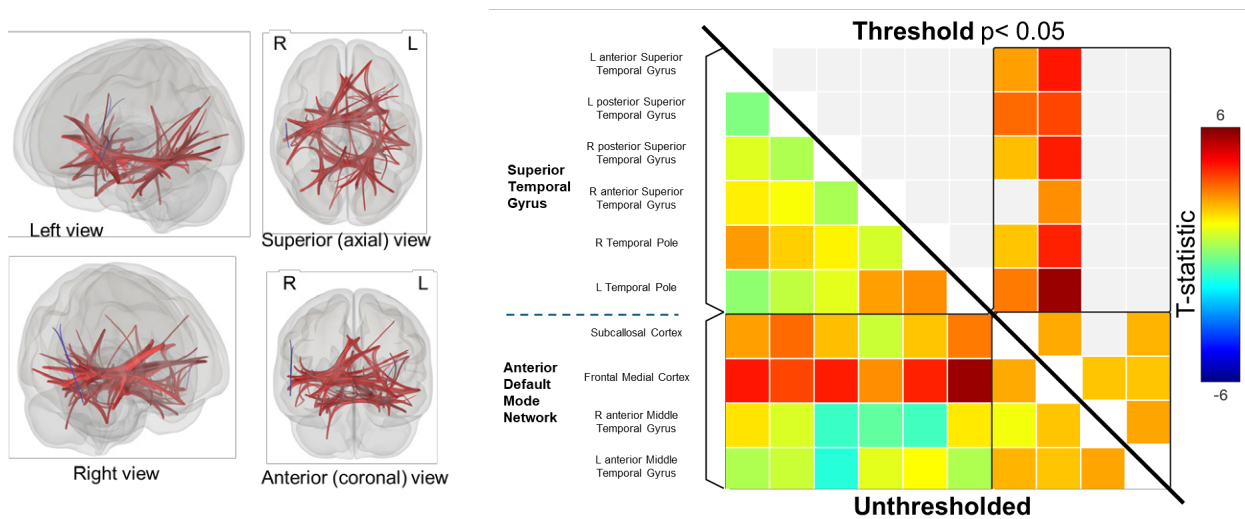 Left view
R L
Superior (axial) view
Right view
R L
Anterior (coronal) view
Threshold p< 0.05
L anterior Superior
Temporal Gyrus
L posterior Superior
Temporal Gyrus
R posterior Superior
Temporal Gyrus
R anterior Superior
Temporal Gyrus
R Temporal Pole
L Temporal Pole
Superior
Temporal
Gyrus
Subcallosal Cortex
Frontal Medial Cortex
R anterior Middle
Temporal Gyrus
L anterior Middle
Temporal Gyrus
Anterior
Default
Mode
Network
Unthresholded
T-statistic
6
-6